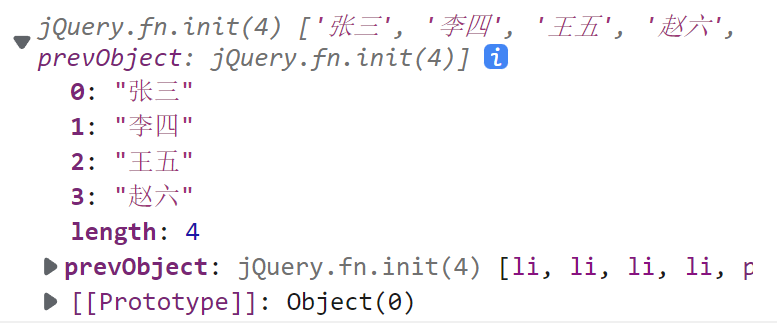 jQuery.fn.init(4) ['张三', '李四', '王五', '赵六',
prevObject: jQuery.fn.init(4)] i
0: "张三"
1: "李四"
2: "王五"
3: "赵六"
length: 4
prevObject: jQuery.fn.init(4) [li, li, li, li, p
[[Prototype]]: Object(0)